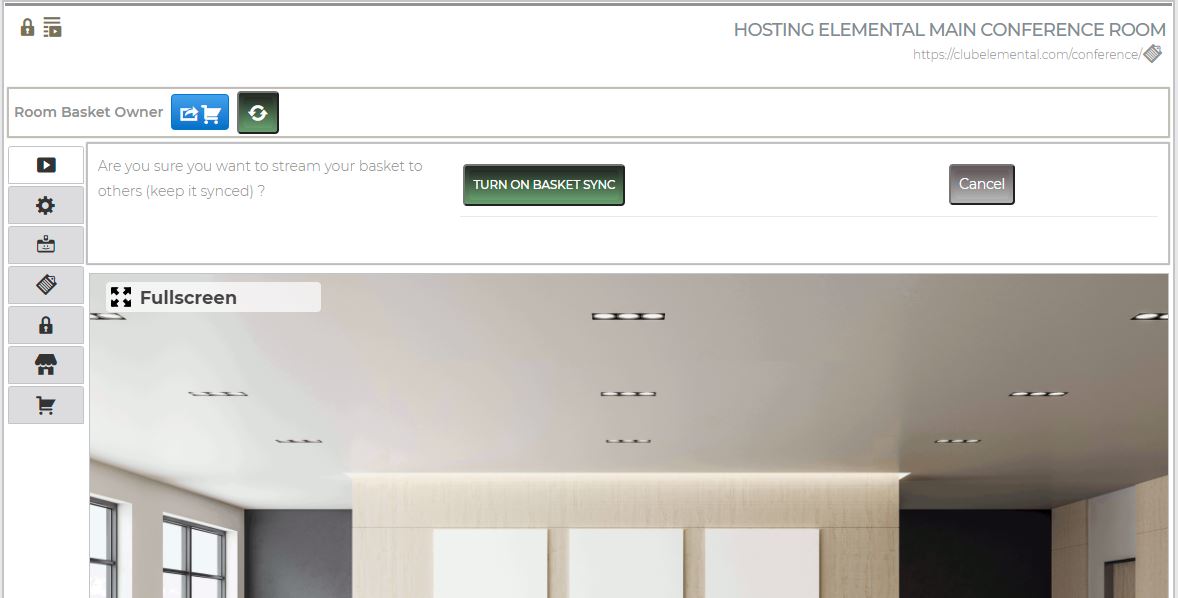 HOSTING ELEMENTAL MAIN CONFERENCE ROOM
https://clubelemental.com/conference/
Room Basket Owner
Are you sure you want to stream your basket to
others (keep it synced) ?
TURN ON BASKET SYNC
Cancel
Fullscreen